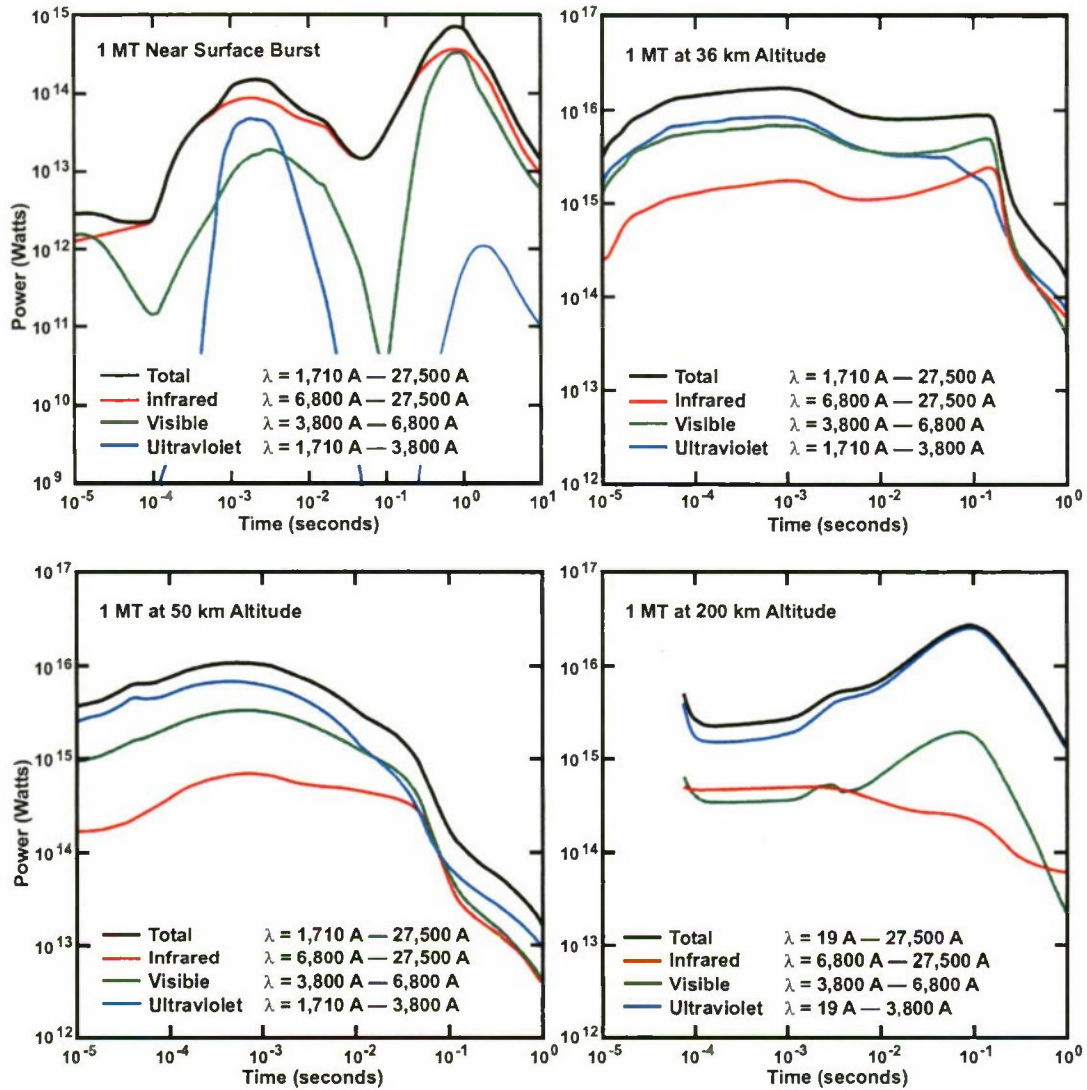 1 MT Near Surface Burst
Power (Watts)
10^15
10^14
10^13
10^12
10^11
10^10
10^9
Total λ = 1,710 A — 27,500 A
Infrared λ = 6,800 A — 27,500 A
Visible λ = 3,800 A — 6,800 A
Ultraviolet λ = 1,710 A — 3,800 A
10^-5 10^-4 10^-3 10^-2 10^-1 10^0 10^1
Time (seconds)
1 MT at 36 km Altitude
10^17
10^16
10^15
10^14
10^13
10^12
Total λ = 1,710 A — 27,500 A
Infrared λ = 6,800 A — 27,500 A
Visible λ = 3,800 A — 6,800 A
Ultraviolet λ = 1,710 A — 3,800 A
10^-5 10^-4 10^-3 10^-2 10^-1 10^0
Time (seconds)
1 MT at 50 km Altitude
Power (Watts)
10^17
10^16
10^15
10^14
10^13
10^12
Total λ = 1,710 A — 27,500 A
Infrared λ = 6,800 A — 27,500 A
Visible λ = 3,800 A — 6,800 A
Ultraviolet λ = 1,710 A — 3,800 A
10^-5 10^-4 10^-3 10^-2 10^-1 10^0
Time (seconds)
1 MT at 200 km Altitude
10^17
10^16
10^15
10^14
10^13
10^12
Total λ = 19 A — 27,500 A
Infrared λ = 6,800 A — 27,500 A
Visible λ = 3,800 A — 6,800 A
Ultraviolet λ = 19 A — 3,800 A
10^-5 10^-4 10^-3 10^-2 10^-1 10^0
Time (seconds)